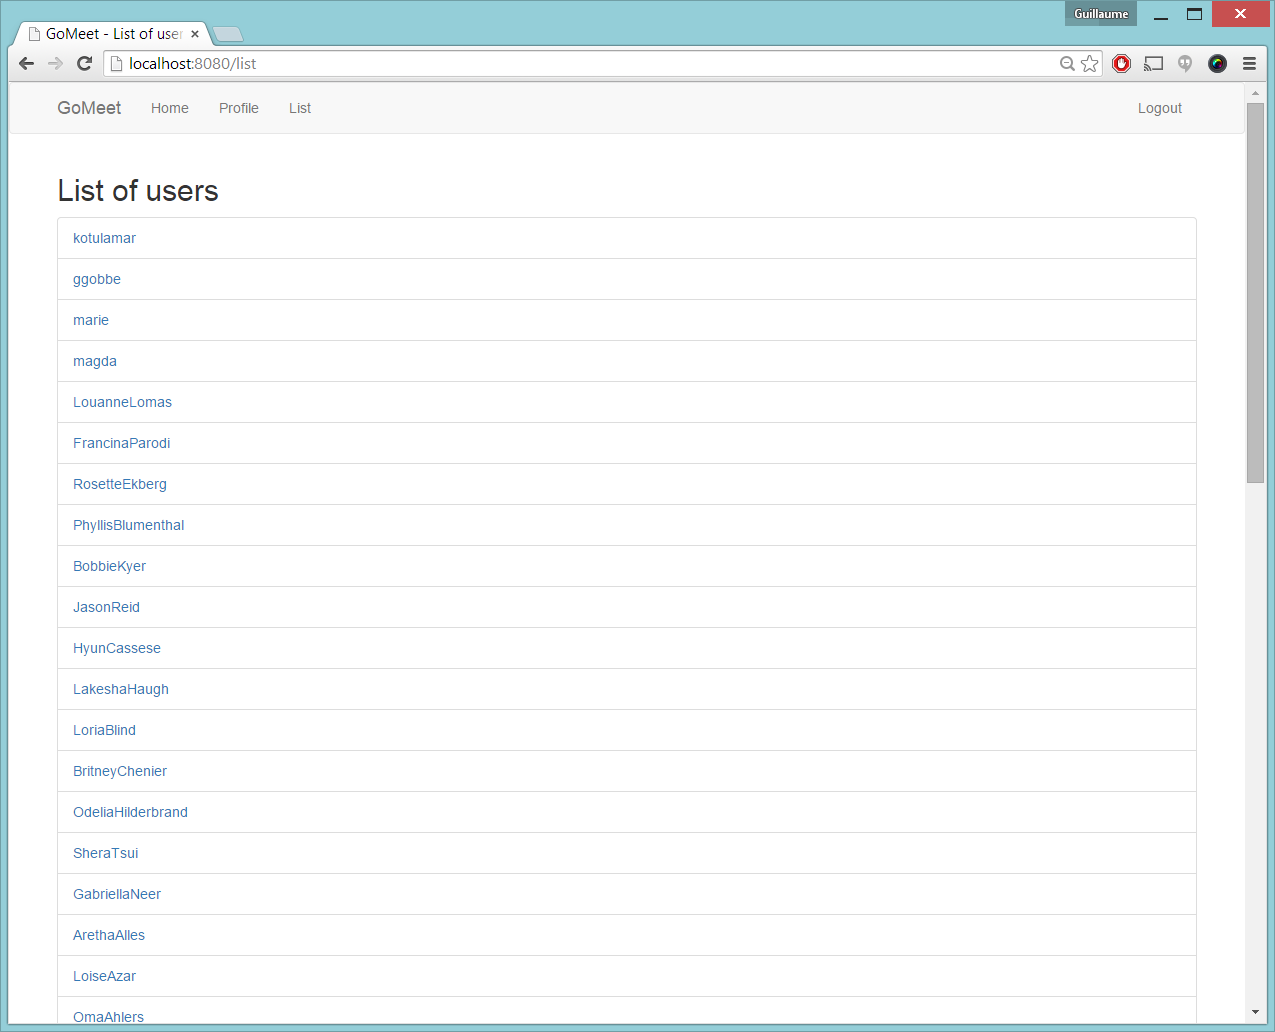 Guillaume
GoMeet - List of user
localhost:8080/list
GoMeet Home Profile List Logout
List of users
kotulamar
ggobbe
marie
magda
LouanneLomas
FrancinaParodi
RosetteEkberg
PhyllisBlumenthal
BobbieKyer
JasonReid
HyunCassese
LakeshaHaugh
LoriaBlind
BritneyChenier
OdeliaHilderbrand
SheraTsui
GabriellaNeer
ArethaAlles
LoiseAzar
OmaAhlers